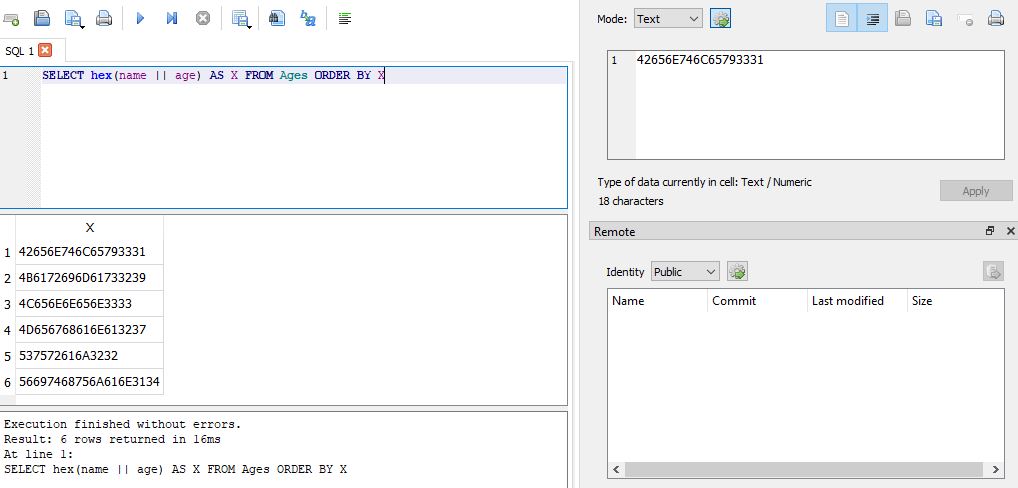 SQL 1
1 SELECT hex(name || age) AS X FROM Ages ORDER BY X
X
1 42656E746C65793331
2 4B6172696D61733239
3 4C656E6E656E3333
4 4D656768616E613237
5 537572616A3232
6 56697468756A616E3134
Execution finished without errors.
Result: 6 rows returned in 16ms
At line 1:
SELECT hex(name || age) AS X FROM Ages ORDER BY X
Mode: Text
1 42656E746C65793331
Type of data currently in cell: Text / Numeric
18 characters
Apply
Remote
Identity Public
Name Commit Last modified Size